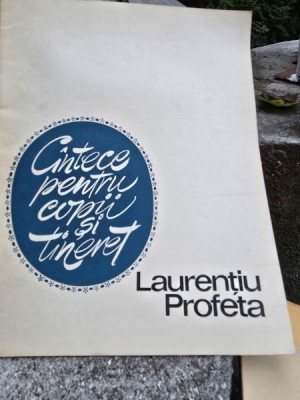 Cîntece
pentru
copii
și
tineret
Laurențiu
Profeta